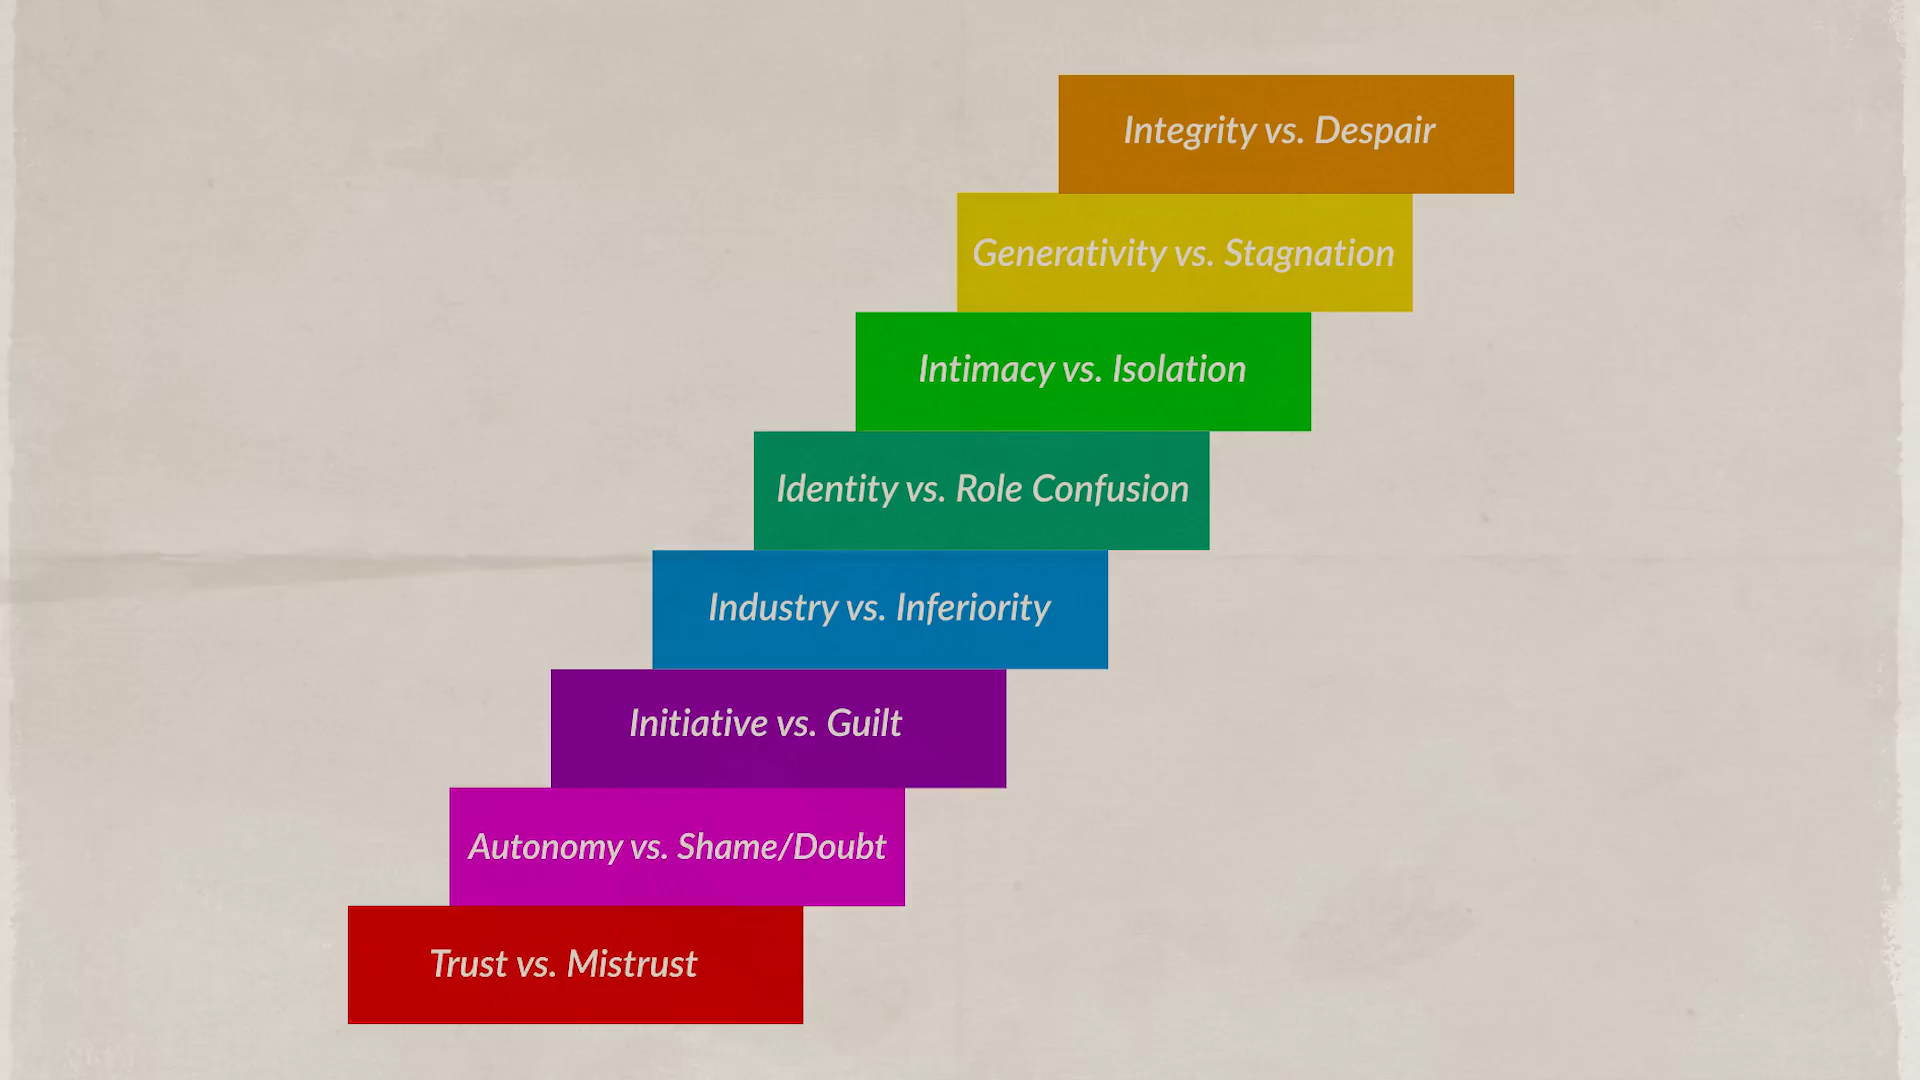 Integrity vs. Despair
Generativity vs. Stagnation
Intimacy vs. Isolation
Identity vs. Role Confusion
Industry vs. Inferiority
Initiative vs. Guilt
Autonomy vs. Shame/Doubt
Trust vs. Mistrust